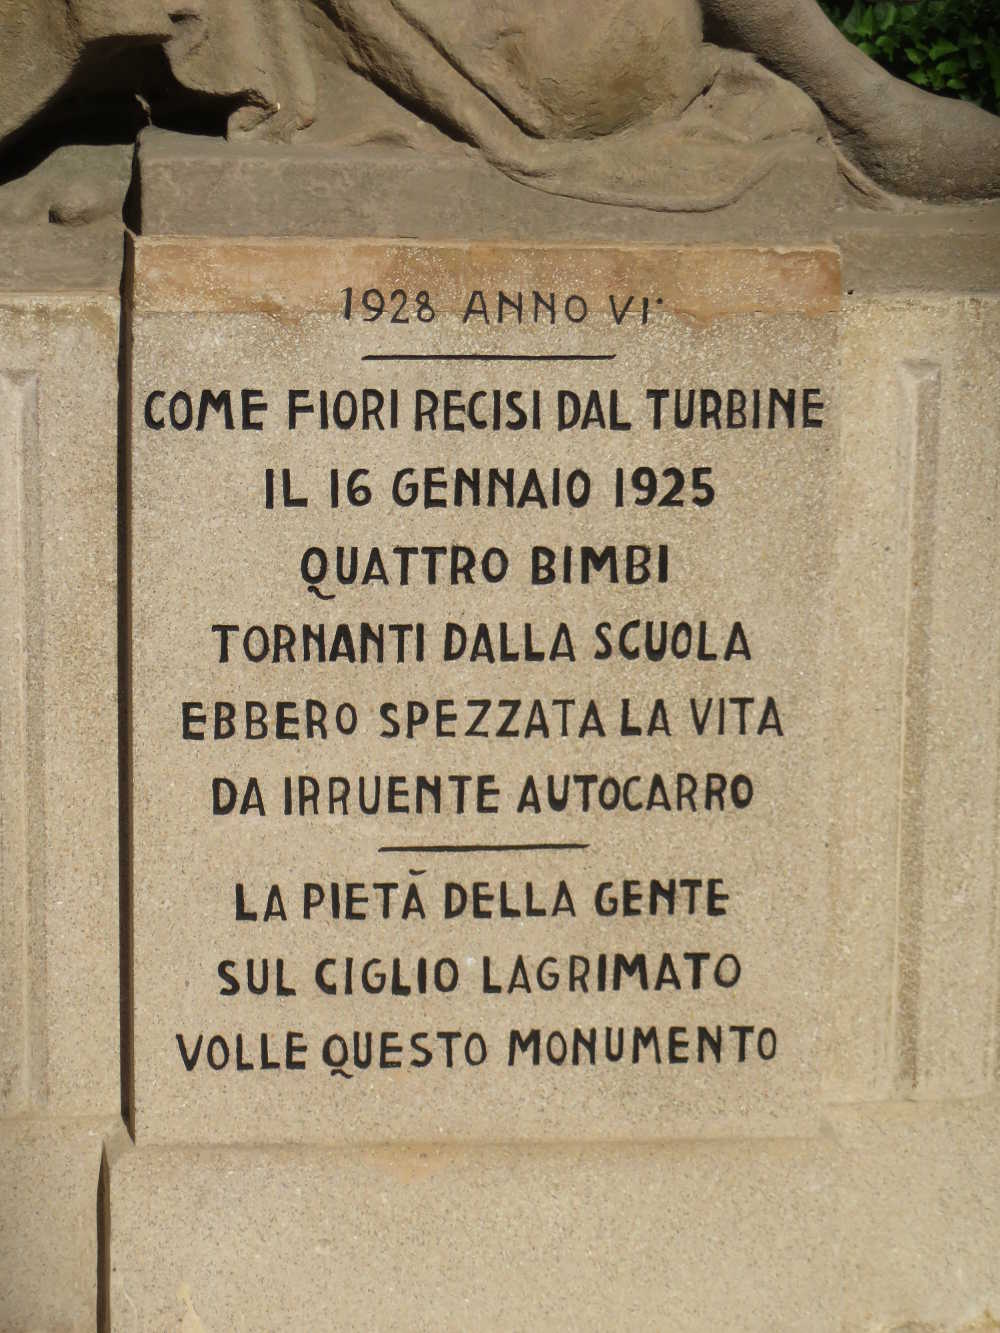 1928 ANNO VI°
COME FIORI RECISI DAL TURBINE
IL 16 GENNAIO 1925
QUATTRO BIMBI
TORNANTI DALLA SCUOLA
EBBERO SPEZZATA LA VITA
DA IRRUENTE AUTOCARRO
LA PIETÀ DELLA GENTE
SUL CIGLIO LAGRIMATO
VOLLE QUESTO MONUMENTO